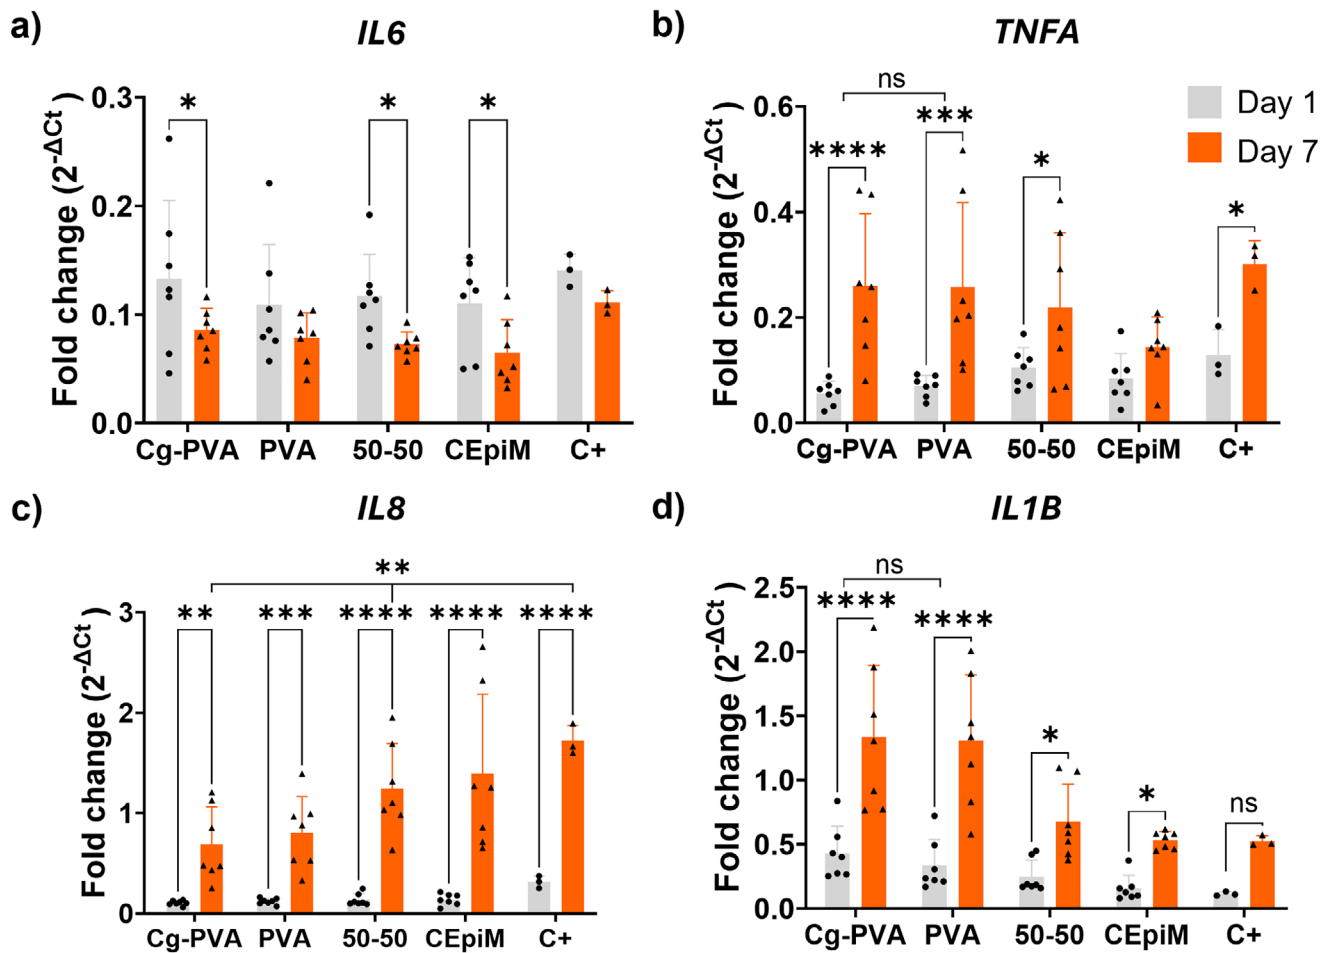 a)
IL6
Fold change (2^-ΔCt)
0.3
0.2
0.1
0.0
*
*
*
Cg-PVA PVA 50-50 CEpiM C+
b)
TNFA
Fold change (2^-ΔCt)
0.6
0.4
0.2
0.0
ns
****
***
*
*
Day 1
Day 7
Cg-PVA PVA 50-50 CEpiM C+
c)
IL8
Fold change (2^-ΔCt)
3
2
1
0
**
** *** **** **** ****
Cg-PVA PVA 50-50 CEpiM C+
d)
IL1B
Fold change (2^-ΔCt)
2.5
2.0
1.5
1.0
0.5
0.0
ns
****
****
*
*
ns
Cg-PVA PVA 50-50 CEpiM C+